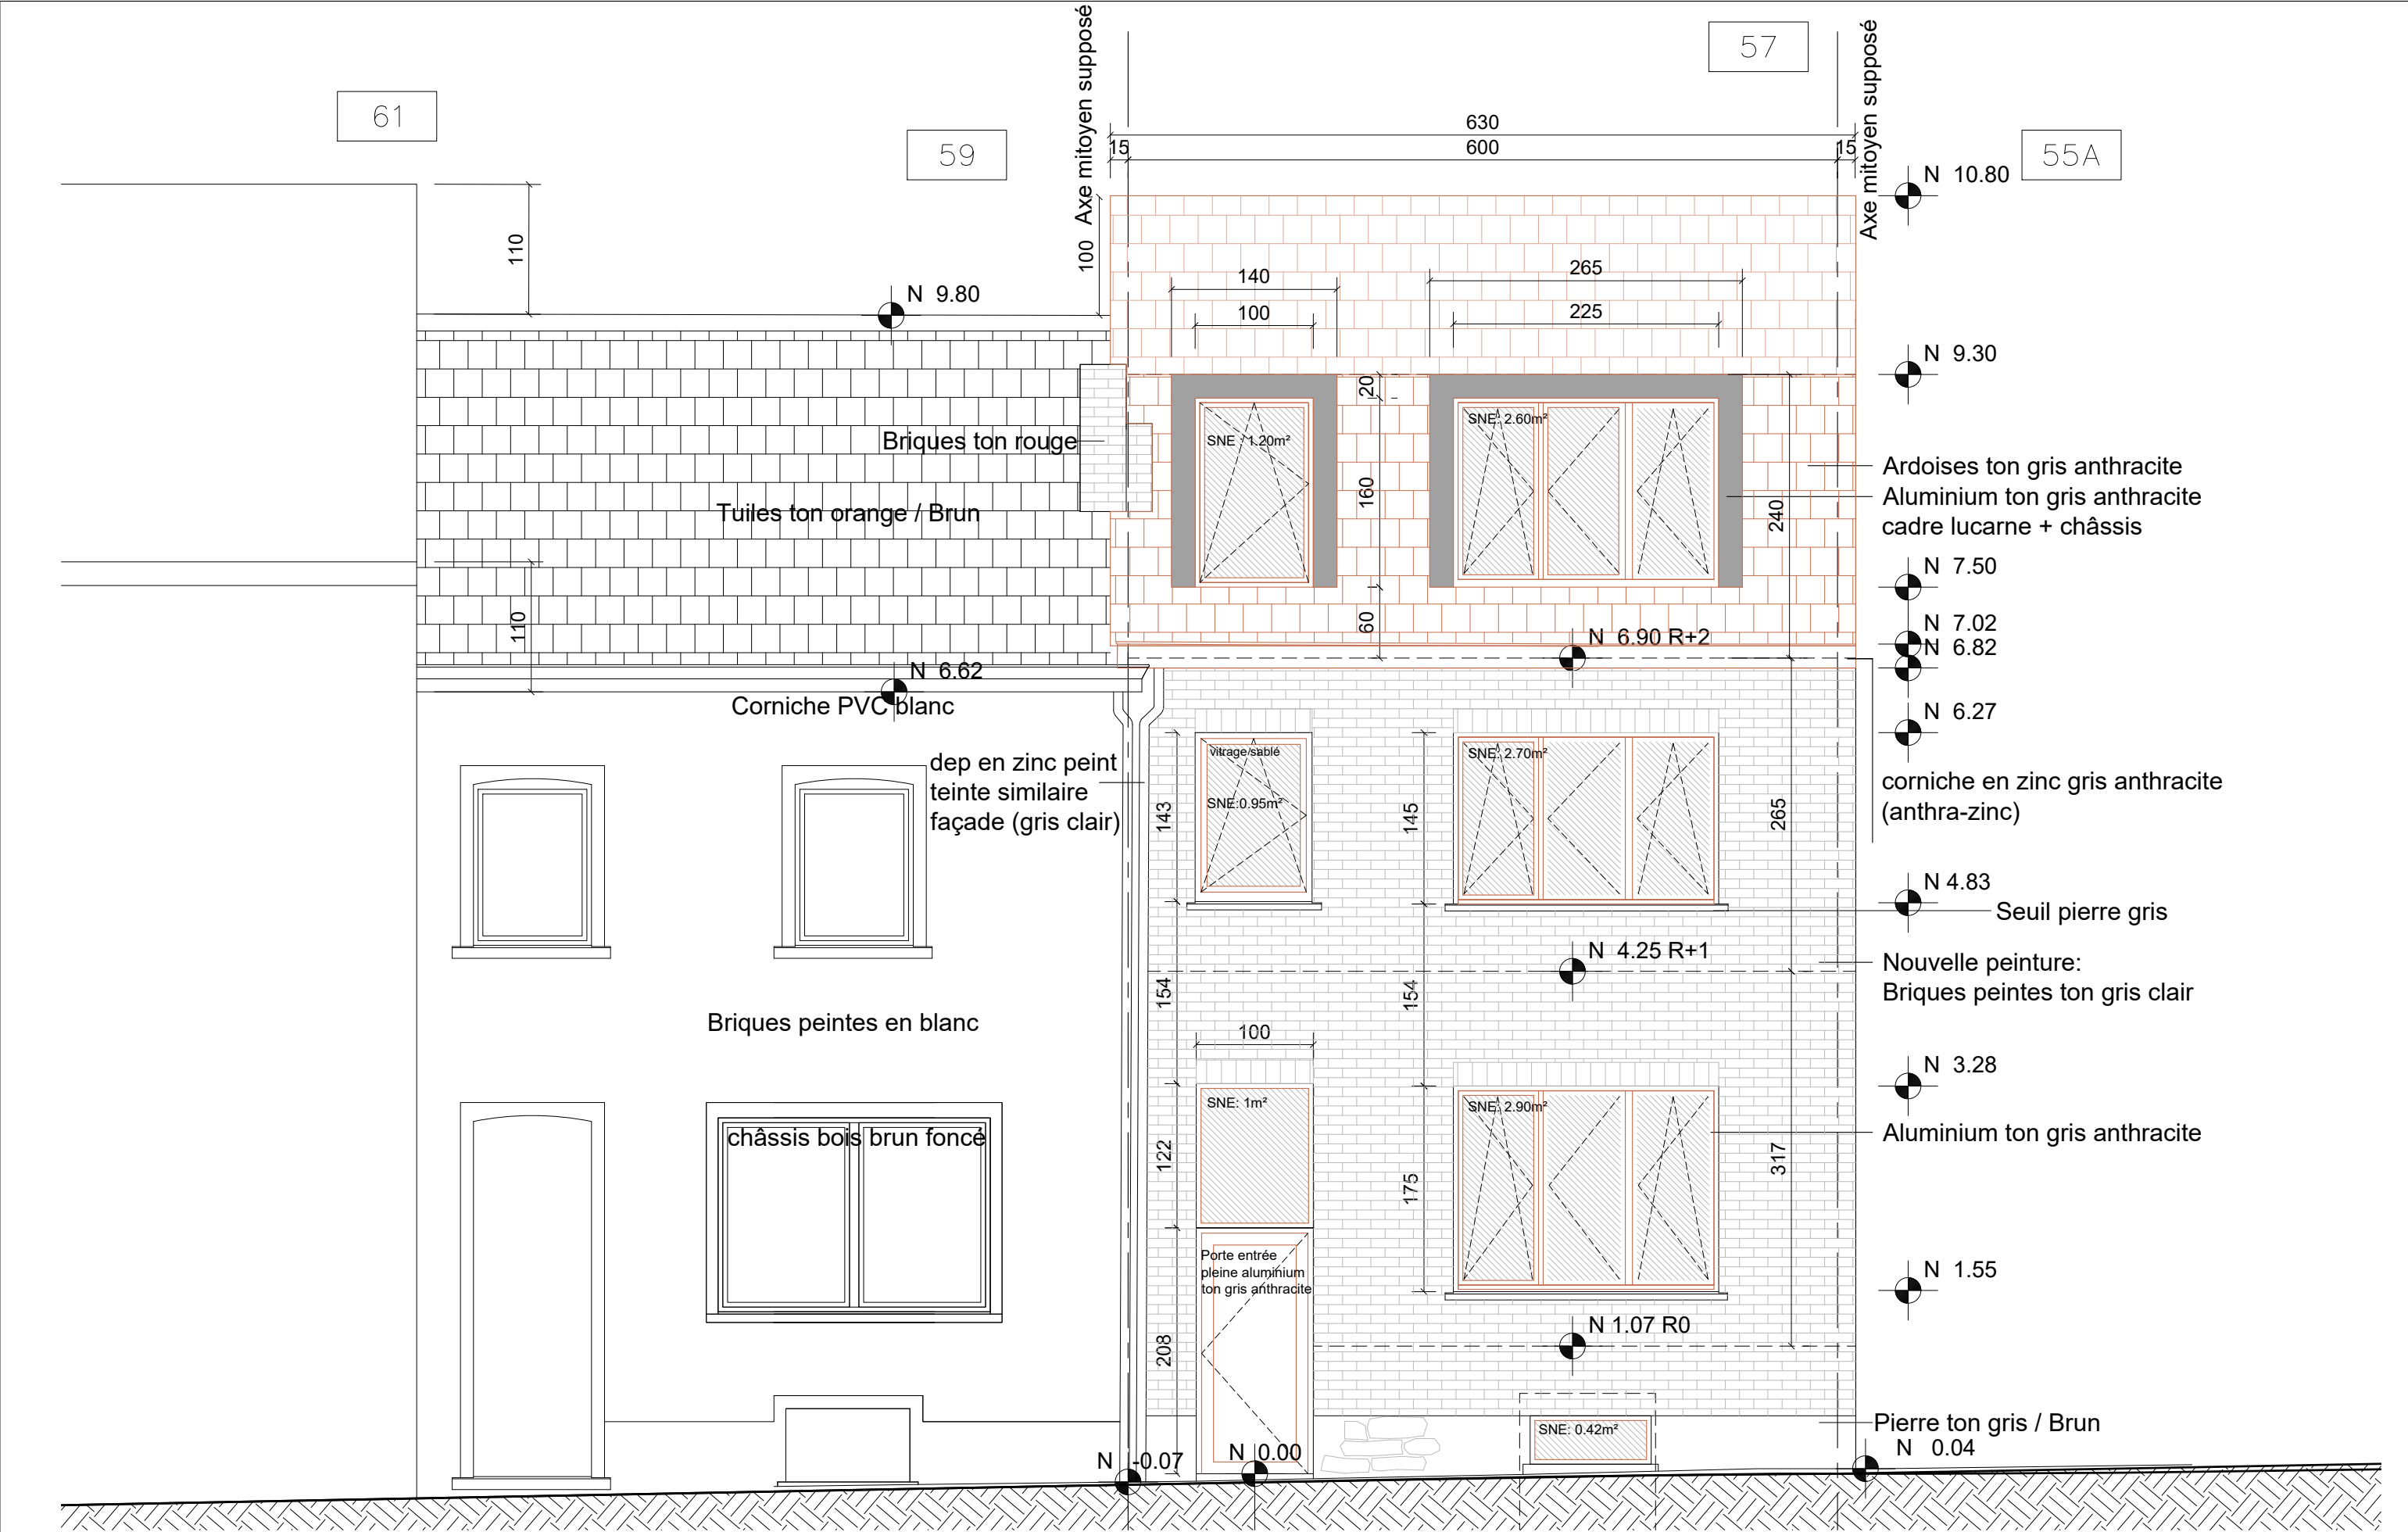 61
59
57
55A
Axe mitoyen supposé
Axe mitoyen supposé
630
15
600
15
N 10.80
110
100
N 9.80
140
265
100
225
N 9.30
20
SNE : 1.20m²
SNE: 2.60m²
Briques ton rouge
Tuiles ton orange / Brun
160
240
Ardoises ton gris anthracite
Aluminium ton gris anthracite
cadre lucarne + châssis
N 7.50
110
60
N 6.90 R+2
N 7.02
N 6.82
N 6.62
Corniche PVC blanc
N 6.27
dep en zinc peint
teinte similaire
façade (gris clair)
vitrage sablé
SNE:0.95m²
SNE: 2.70m²
143
145
265
corniche en zinc gris anthracite
(anthra-zinc)
N 4.83
Seuil pierre gris
N 4.25 R+1
154
154
Nouvelle peinture:
Briques peintes ton gris clair
Briques peintes en blanc
100
N 3.28
SNE: 1m²
SNE: 2.90m²
châssis bois brun foncé
Aluminium ton gris anthracite
122
175
317
Porte entrée
pleine aluminium
ton gris anthracite
N 1.55
208
N 1.07 R0
SNE: 0.42m²
Pierre ton gris / Brun
N -0.07
N 0.00
N 0.04